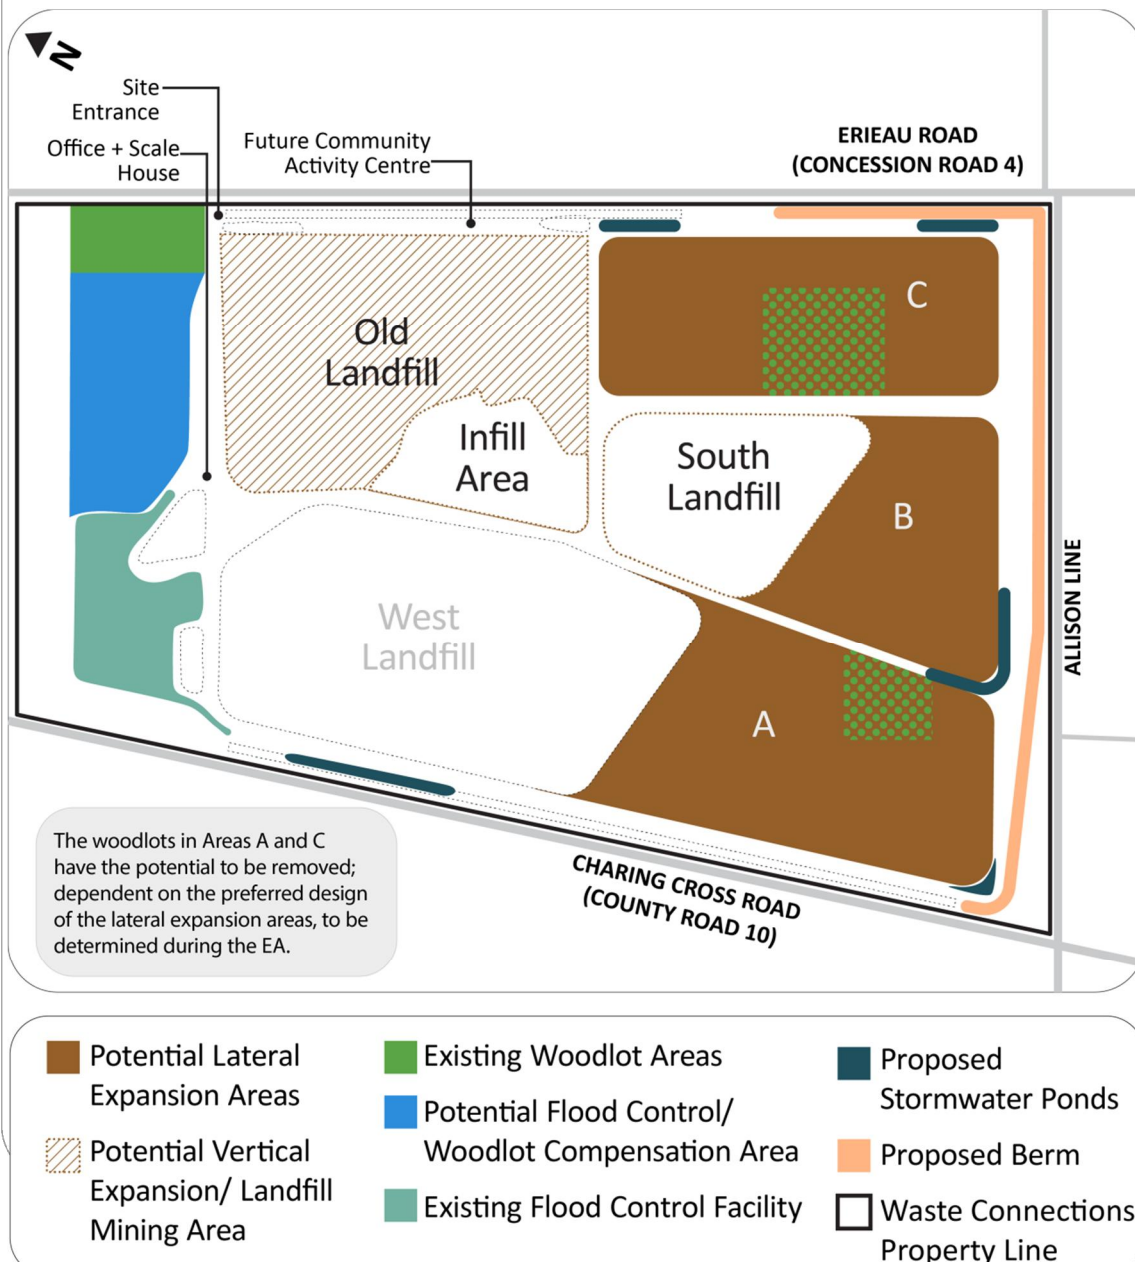 N
Site
Entrance
Office + Scale
House
Future Community
Activity Centre
ERIEAU ROAD
(CONCESSION ROAD 4)
Old
Landfill
C
Infill
Area
South
Landfill
B
ALLISON LINE
West
Landfill
A
The woodlots in Areas A and C
have the potential to be removed;
dependent on the preferred design
of the lateral expansion areas, to be
determined during the EA.
CHARING CROSS ROAD
(COUNTY ROAD 10)
Potential Lateral
Expansion Areas
Potential Vertical
Expansion/ Landfill
Mining Area
Existing Woodlot Areas
Potential Flood Control/
Woodlot Compensation Area
Existing Flood Control Facility
Proposed
Stormwater Ponds
Proposed Berm
Waste Connections
Property Line